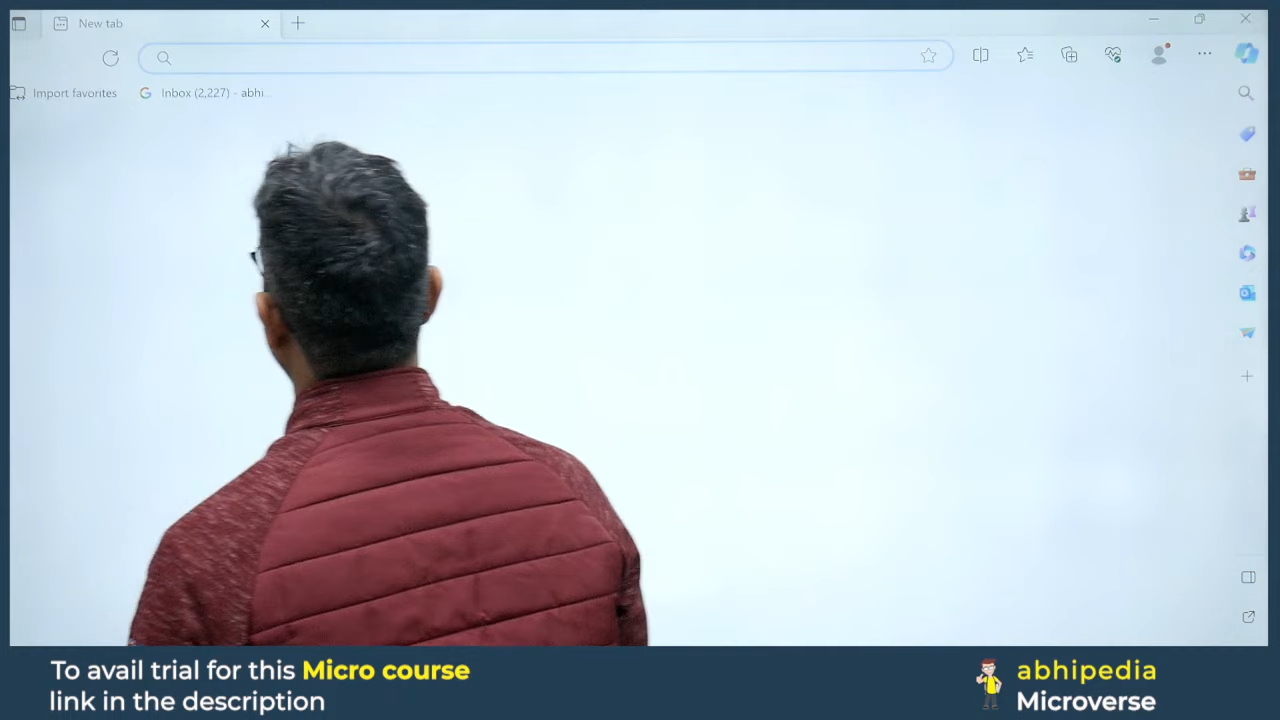 New tab
Import favorites
Inbox (2,227) - abhi...
To avail trial for this Micro course
link in the description
abhipedia
Microverse